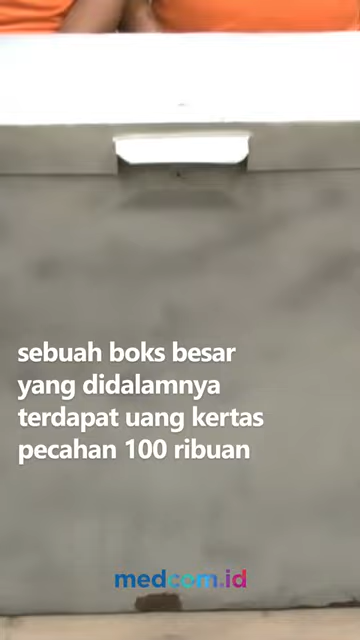 sebuah boks besar
yang didalamnya
terdapat uang kertas
pecahan 100 ribuan
medcom.id